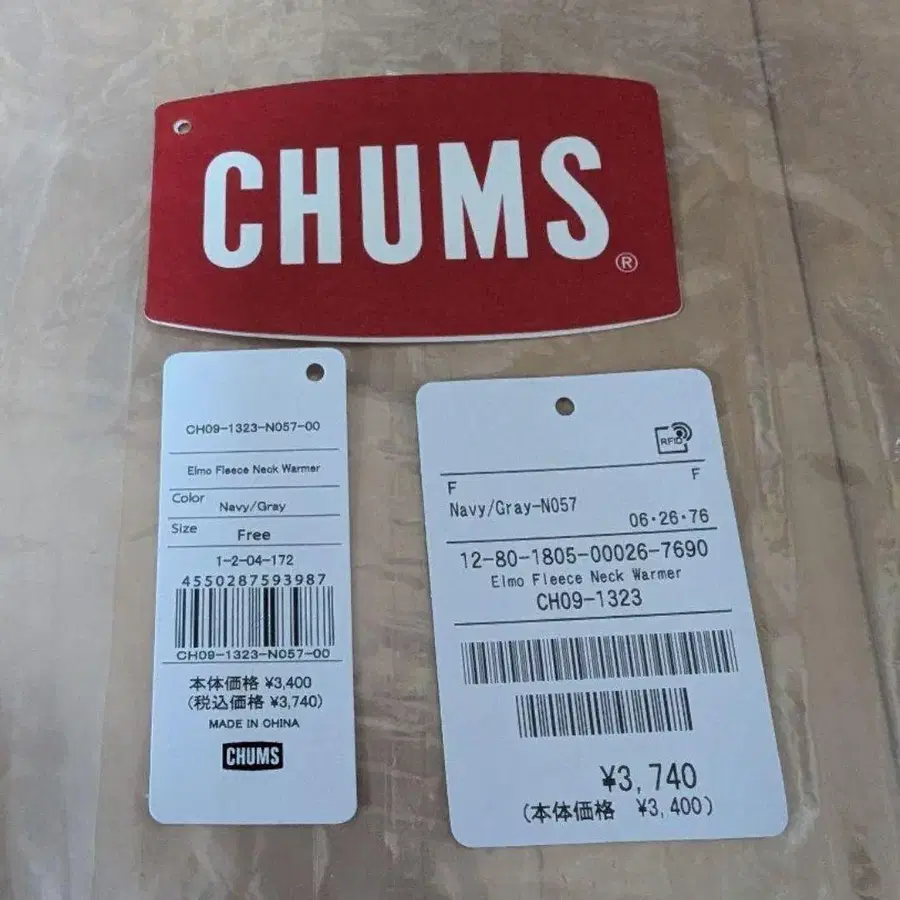 CHUMS
®
CH09-1323-N057-00
Elmo Fleece Neck Warmer
Color
Navy/Gray
Size
Free
1-2-04-172
4550287593987
CH09-1323-N057-00
本体価格 ¥3,400
(税込価格 ¥3,740)
MADE IN CHINA
CHUMS
RFID
F F
Navy/Gray-N057
06・26・76
12-80-1805-00026-7690
Elmo Fleece Neck Warmer
CH09-1323
¥3,740
(本体価格 ¥3,400)